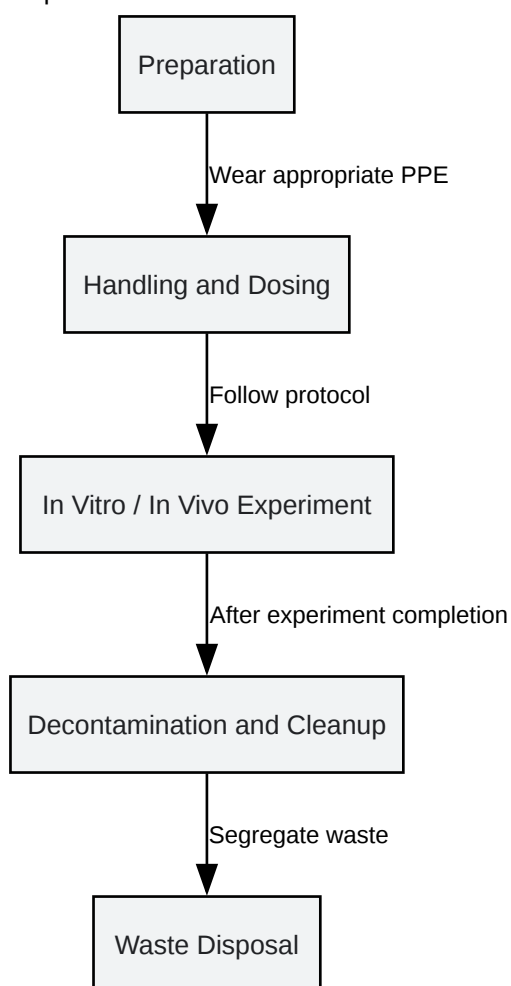 Preparation
Wear appropriate PPE
Handling and Dosing
Follow protocol
In Vitro / In Vivo Experiment
After experiment completion
Decontamination and Cleanup
Segregate waste
Waste Disposal